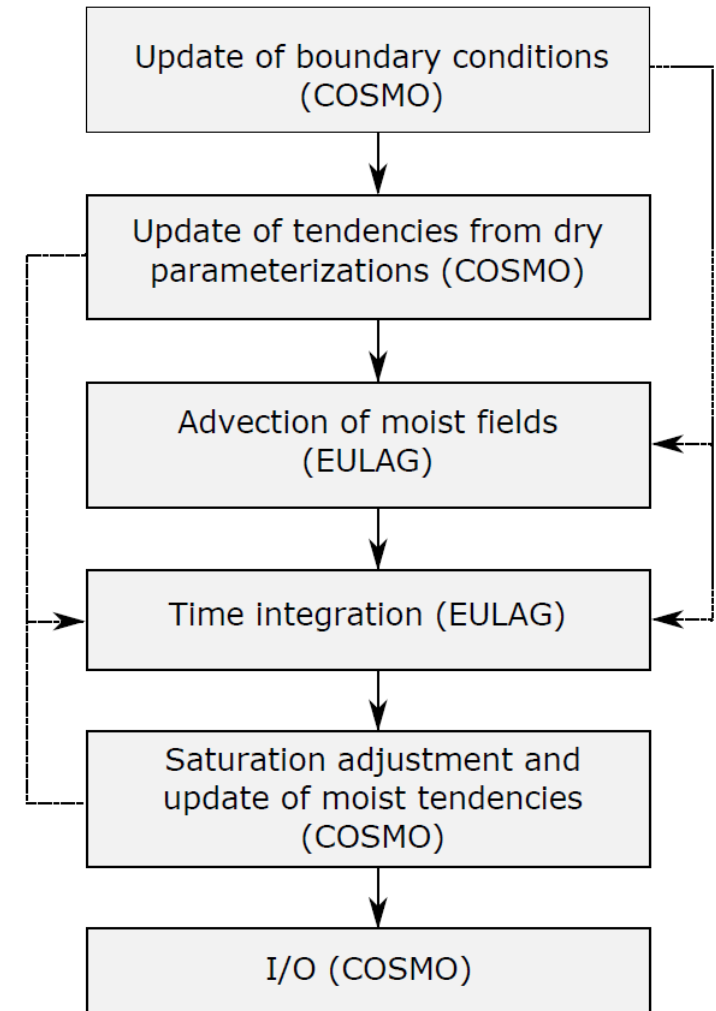 Update of boundary conditions
(COSMO)
Update of tendencies from dry
parameterizations (COSMO)
Advection of moist fields
(EULAG)
Time integration (EULAG)
Saturation adjustment and
update of moist tendencies
(COSMO)
I/O (COSMO)